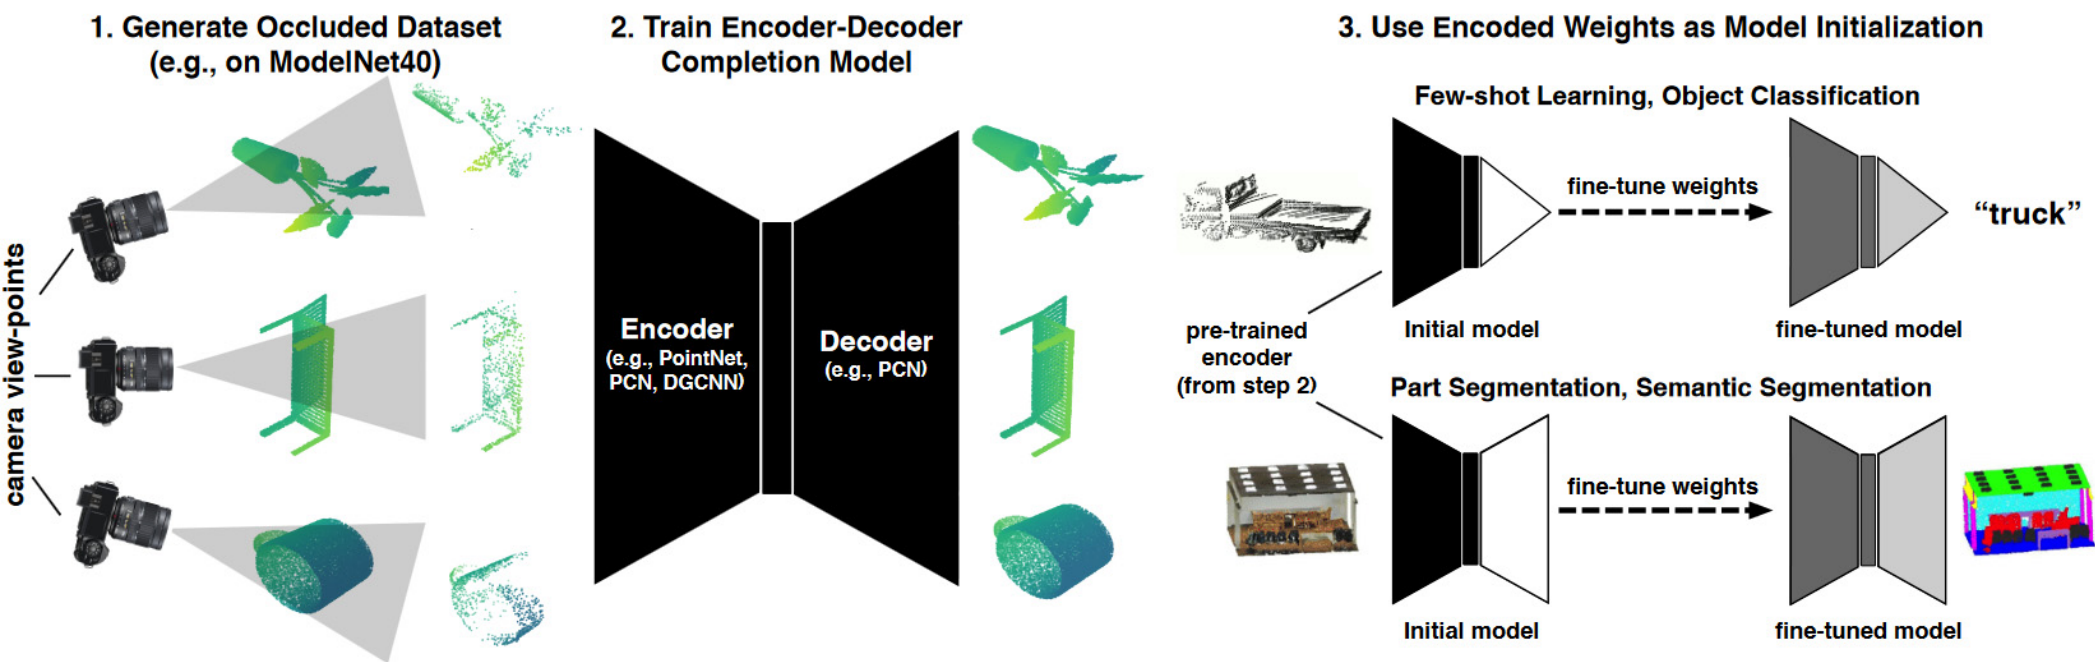 1. Generate Occluded Dataset
(e.g., on ModelNet40)
camera view-points
2. Train Encoder-Decoder
Completion Model
Encoder
(e.g., PointNet,
PCN, DGCNN)
Decoder
(e.g., PCN)
3. Use Encoded Weights as Model Initialization
Few-shot Learning, Object Classification
fine-tune weights
“truck”
Initial model
fine-tuned model
pre-trained
encoder
(from step 2)
Part Segmentation, Semantic Segmentation
fine-tune weights
Initial model
fine-tuned model